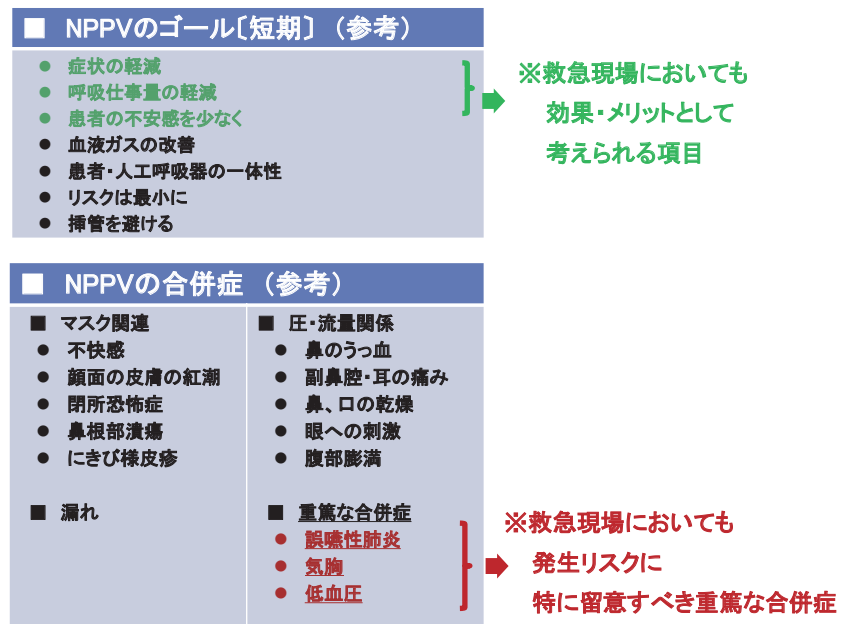 ■ NPPVのゴール〔短期〕（参考）
● 症状の軽減
● 呼吸仕事量の軽減
● 患者の不安感を少なく
● 血液ガスの改善
● 患者・人工呼吸器の一体性
● リスクは最小に
● 挿管を避ける
※救急現場においても
効果・メリットとして
考えられる項目
■ NPPVの合併症（参考）
■ マスク関連
● 不快感
● 顔面の皮膚の紅潮
● 閉所恐怖症
● 鼻根部潰瘍
● にきび様皮疹
■ 漏れ
■ 圧・流量関係
● 鼻のうっ血
● 副鼻腔・耳の痛み
● 鼻、口の乾燥
● 眼への刺激
● 腹部膨満
■ 重篤な合併症
● 誤嚥性肺炎
● 気胸
● 低血圧
※救急現場においても
発生リスクに
特に留意すべき重篤な合併症